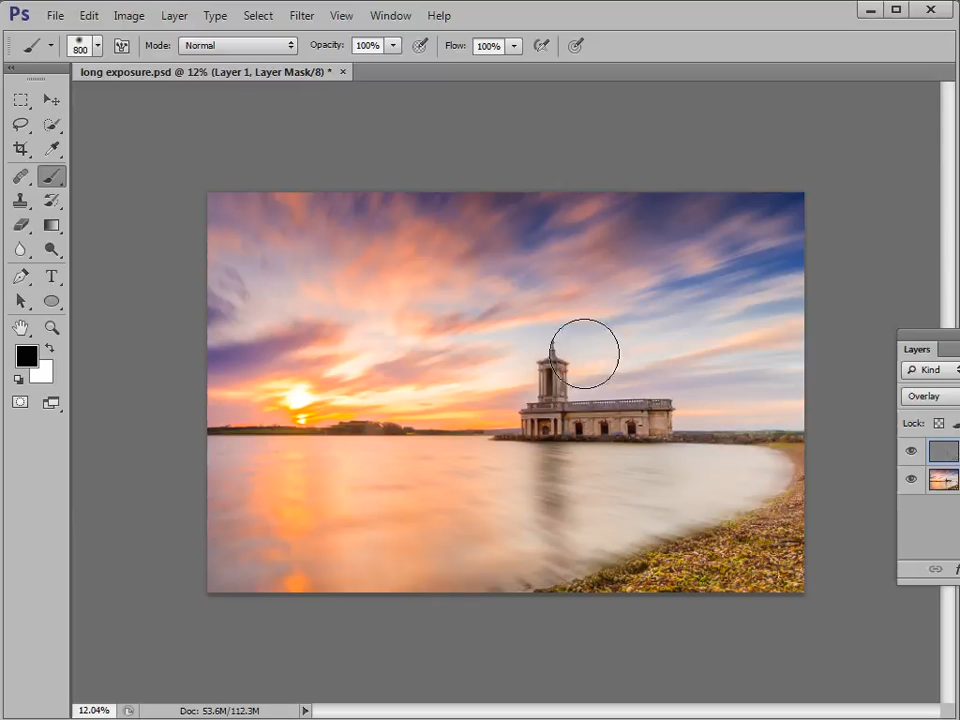 Ps File Edit Image Layer Type Select Filter View Window Help
800 Mode: Normal Opacity: 100% Flow: 100%
long exposure.psd @ 12% (Layer 1, Layer Mask/8) * ×
T
Layers
Kind
Overlay
Lock:
12.04% Doc: 53.6M/112.3M